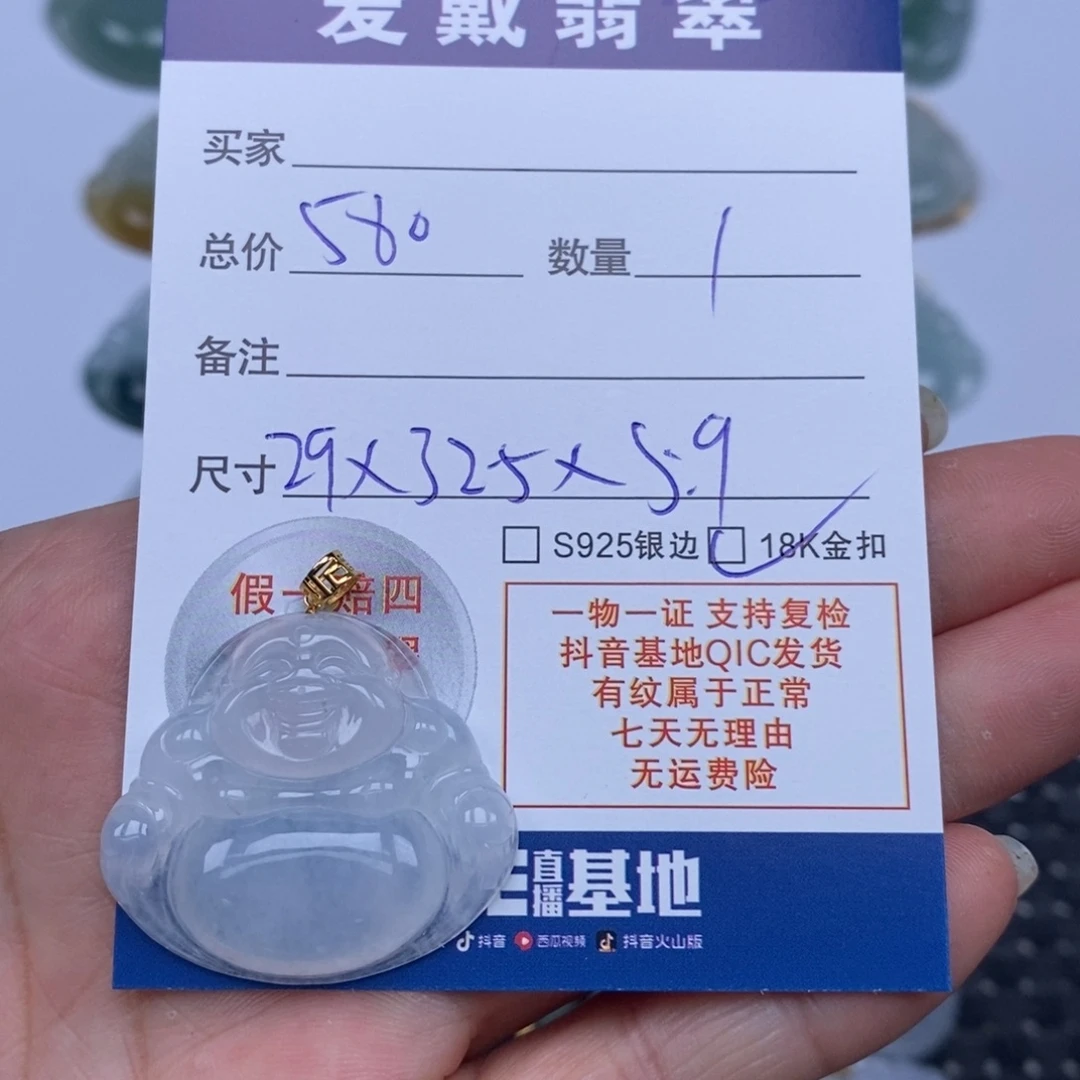 爱戴翡翠
买家
总价 580 数量 1
备注
尺寸 29x325x5.9
S925银边 18K金扣
假一赔四
一物一证 支持复检
抖音基地QIC发货
有纹属于正常
七天无理由
无运费险
直播基地
抖音 西瓜视频 抖音火山版